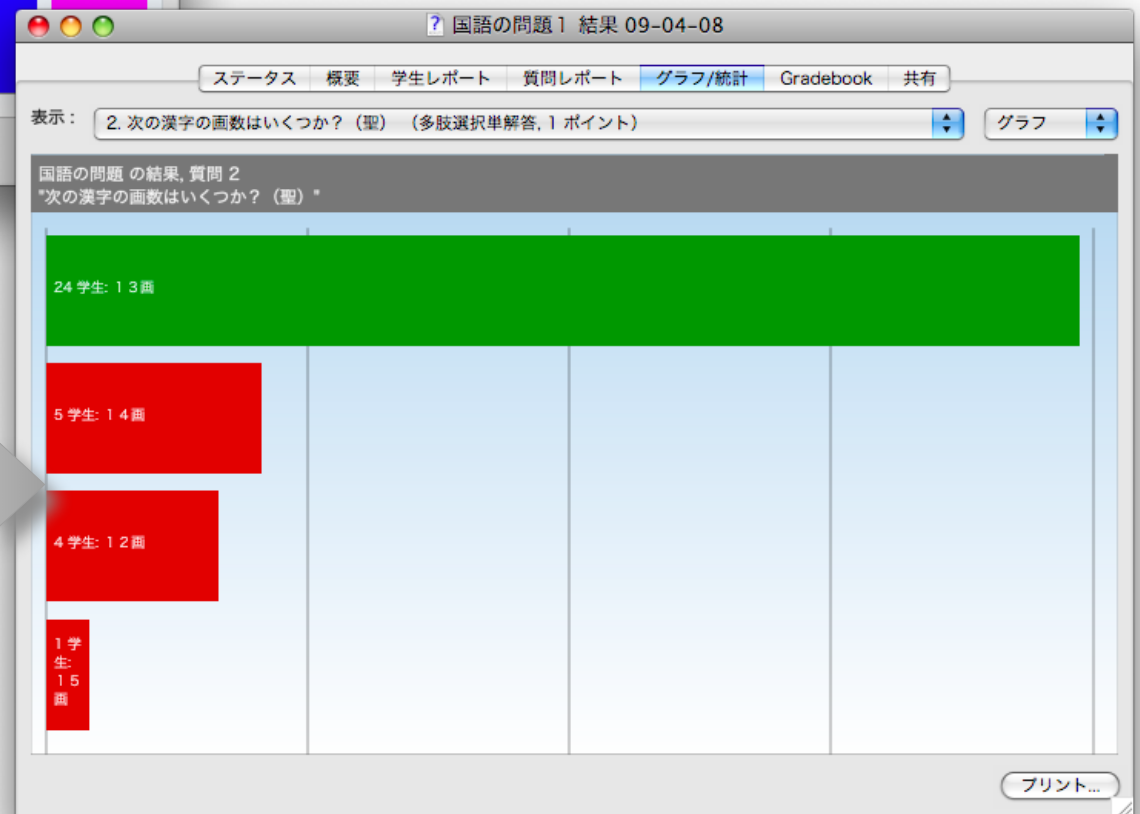 国語の問題1 結果 09-04-08
ステータス 概要 学生レポート 質問レポート グラフ/統計 Gradebook 共有
表示： 2. 次の漢字の画数はいくつか？（聖）（多肢選択単解答, 1 ポイント） グラフ
国語の問題 の結果, 質問 2
"次の漢字の画数はいくつか？（聖）"
24 学生: １３画
5 学生: １４画
4 学生: １２画
1 学
生:
１５
画
プリント...